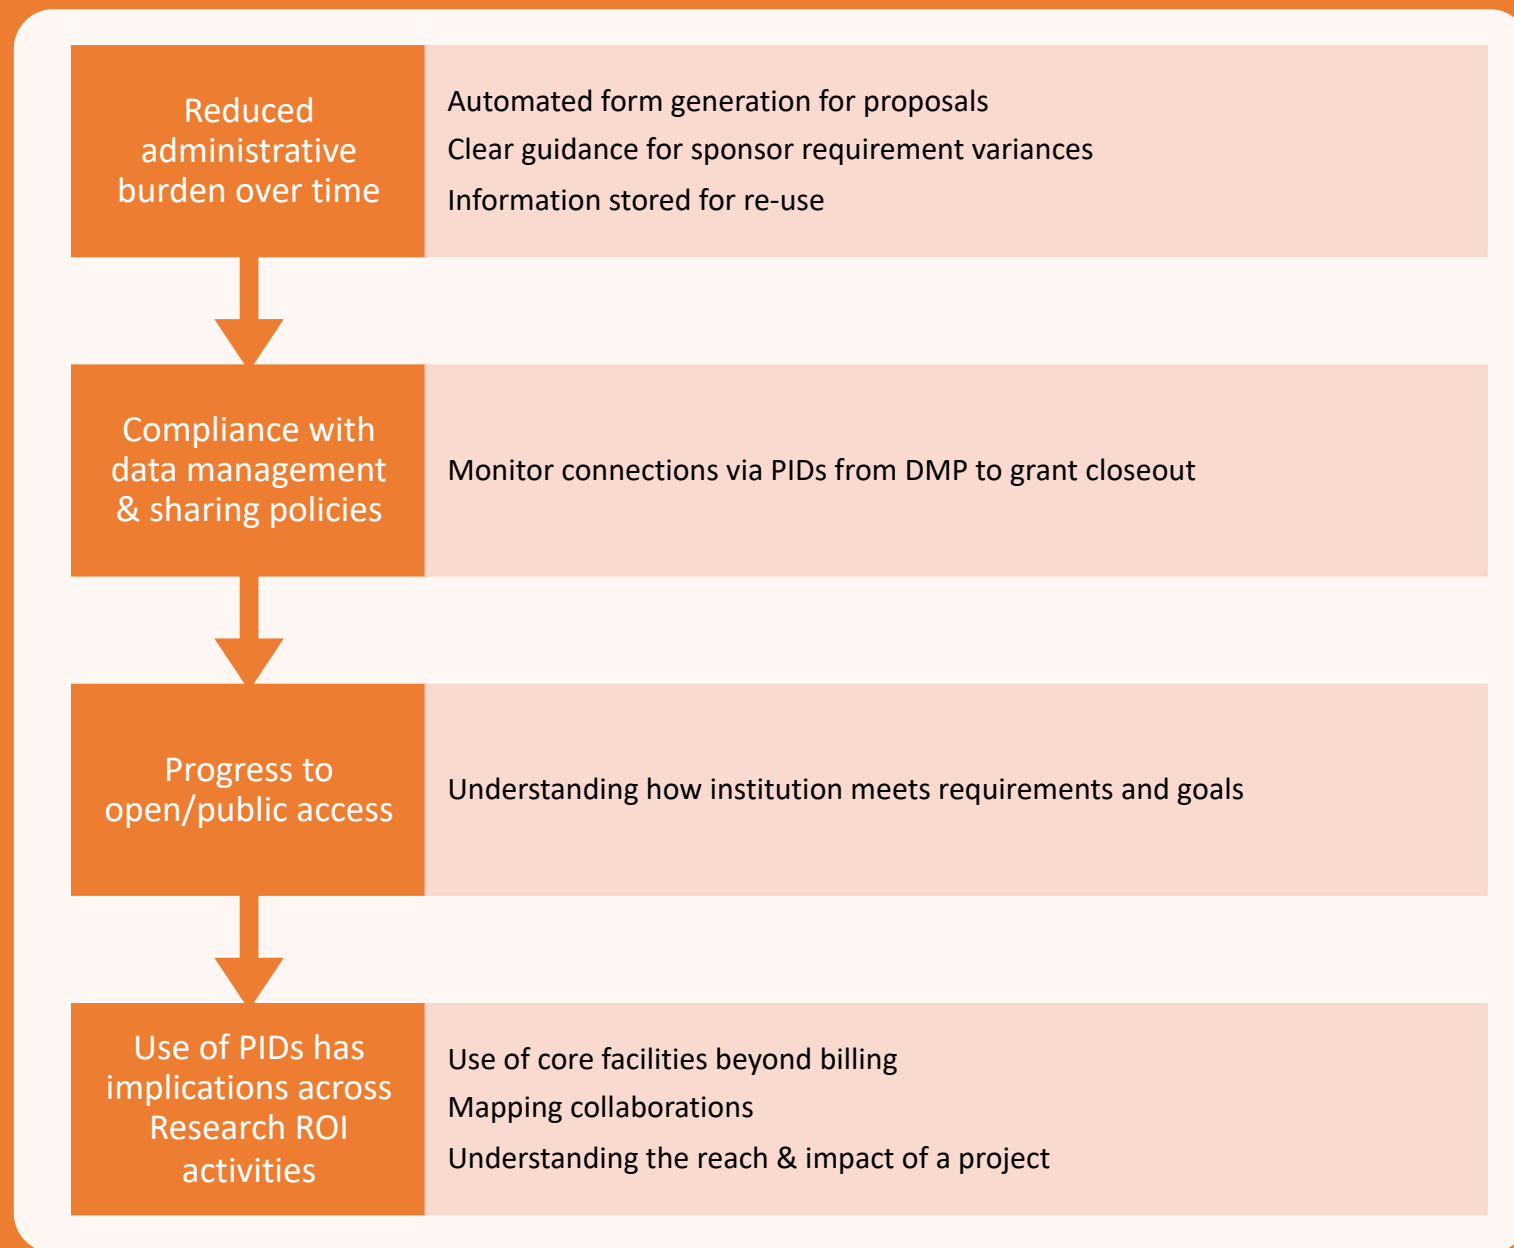 Reduced
administrative
burden over time
Automated form generation for proposals
Clear guidance for sponsor requirement variances
Information stored for re-use
Compliance with
data management
& sharing policies
Monitor connections via PIDs from DMP to grant closeout
Progress to
open/public access
Understanding how institution meets requirements and goals
Use of PIDs has
implications across
Research ROI
activities
Use of core facilities beyond billing
Mapping collaborations
Understanding the reach & impact of a project